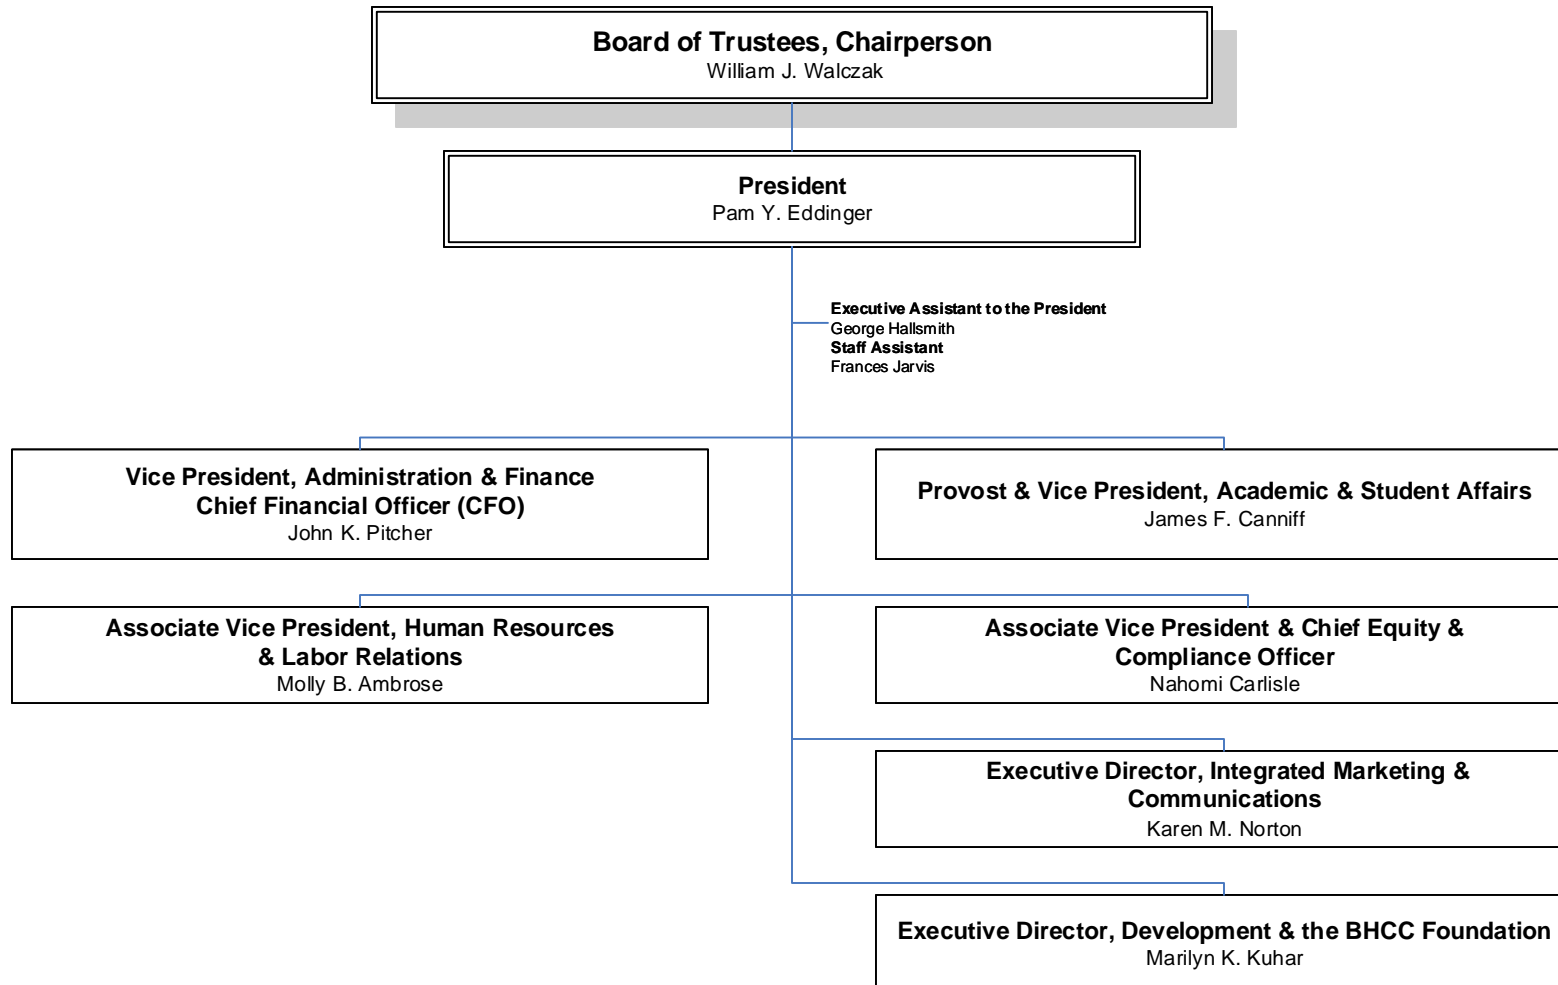 Board of Trustees, Chairperson
William J. Walczak
President
Pam Y. Eddinger
Executive Assistant to the President
George Hallsmith
Staff Assistant
Frances Jarvis
Vice President, Administration & Finance
Chief Financial Officer (CFO)
John K. Pitcher
Provost & Vice President, Academic & Student Affairs
James F. Canniff
Associate Vice President, Human Resources
& Labor Relations
Molly B. Ambrose
Associate Vice President & Chief Equity &
Compliance Officer
Nahomi Carlisle
Executive Director, Integrated Marketing &
Communications
Karen M. Norton
Executive Director, Development & the BHCC Foundation
Marilyn K. Kuhar